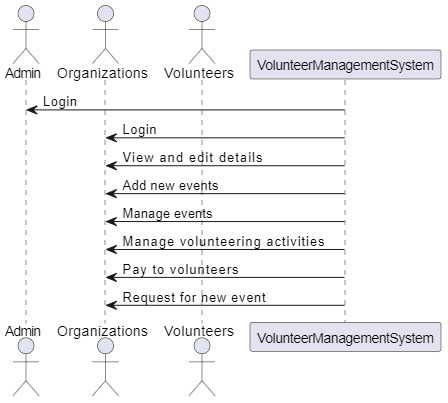 Admin Organizations Volunteers VolunteerManagementSystem
Login
Login
View and edit details
Add new events
Manage events
Manage volunteering activities
Pay to volunteers
Request for new event
Admin Organizations Volunteers VolunteerManagementSystem